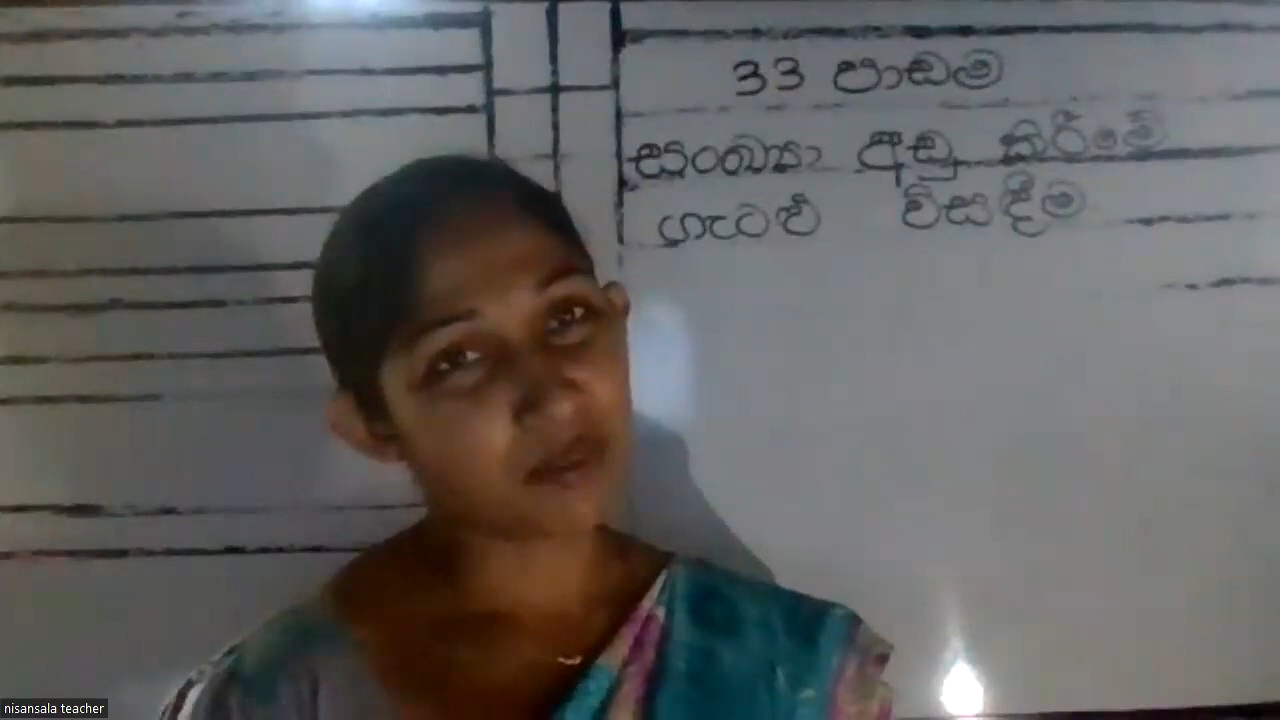 33 පාඩම
සංඛ්‍යා අඩු කිරීමේ
ගැටළු විසඳීම
nisansala teacher